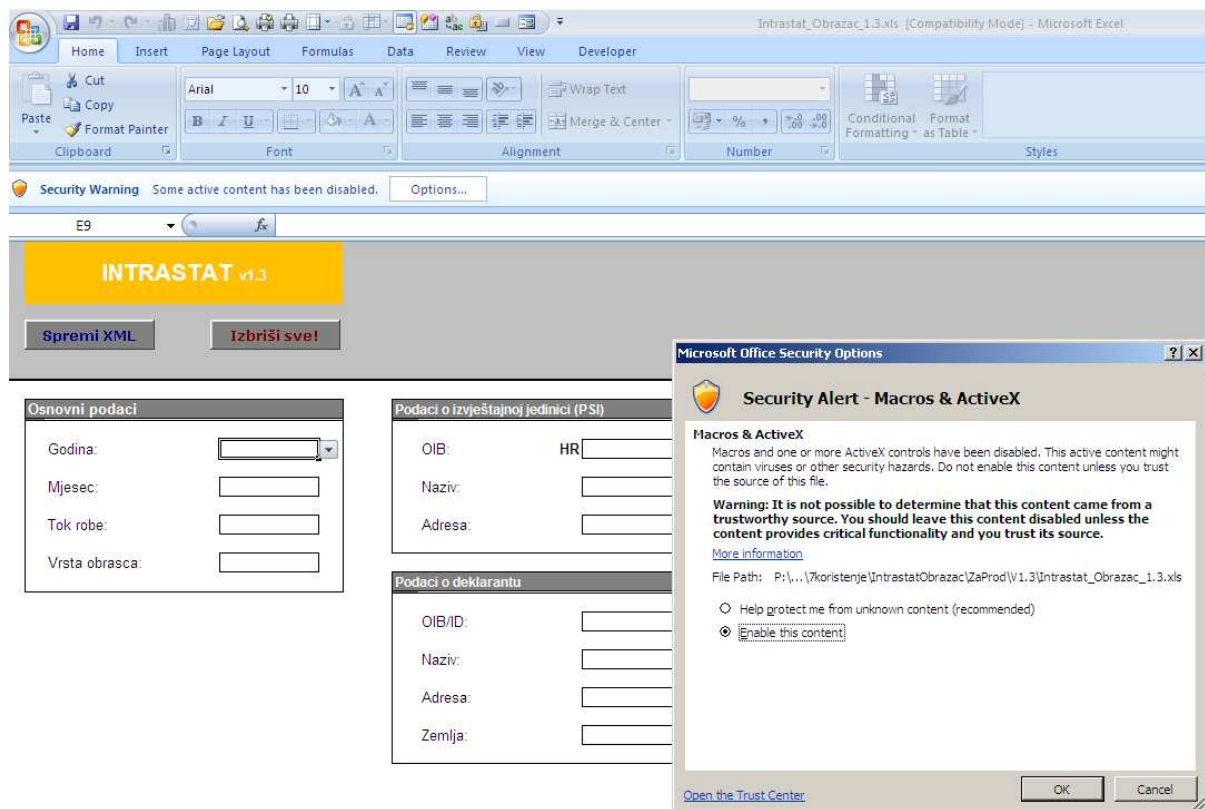 Intrastat_Obrazac_1.3.xls [Compatibility Mode] - Microsoft Excel
Home Insert Page Layout Formulas Data Review View Developer
Paste
Cut
Copy
Format Painter
Clipboard
Arial 10 A A
B I U A
Font
Wrap Text
Merge & Center
Alignment
% , .00 .00
Number
Conditional Formatting
Format as Table
Styles
Security Warning Some active content has been disabled. Options...
E9 fx
INTRASTAT v1.3
Spremi XML Izbriši sve!
Osnovni podaci
Godina:
Mjesec:
Tok robe:
Vrsta obrasca:
Podaci o izvještajnoj jedinici (PSI)
OIB: HR
Naziv:
Adresa:
Podaci o deklarantu
OIB/ID:
Naziv:
Adresa:
Zemlja:
Microsoft Office Security Options ? X
Security Alert - Macros & ActiveX
Macros & ActiveX
Macros and one or more ActiveX controls have been disabled. This active content might
contain viruses or other security hazards. Do not enable this content unless you trust
the source of this file.
Warning: It is not possible to determine that this content came from a
trustworthy source. You should leave this content disabled unless the
content provides critical functionality and you trust its source.
More information
File Path: P:\...\7koristenje\IntrastatObrazac\ZaProd\V1.3\Intrastat_Obrazac_1.3.xls
Help protect me from unknown content (recommended)
Enable this content
Open the Trust Center
OK Cancel